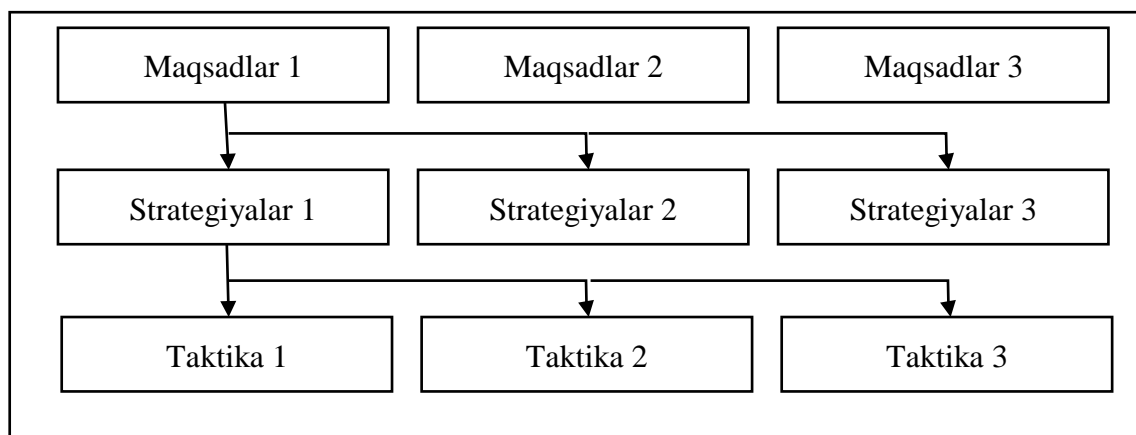 Maqsadlar 1
Maqsadlar 2
Maqsadlar 3
Strategiyalar 1
Strategiyalar 2
Strategiyalar 3
Taktika 1
Taktika 2
Taktika 3